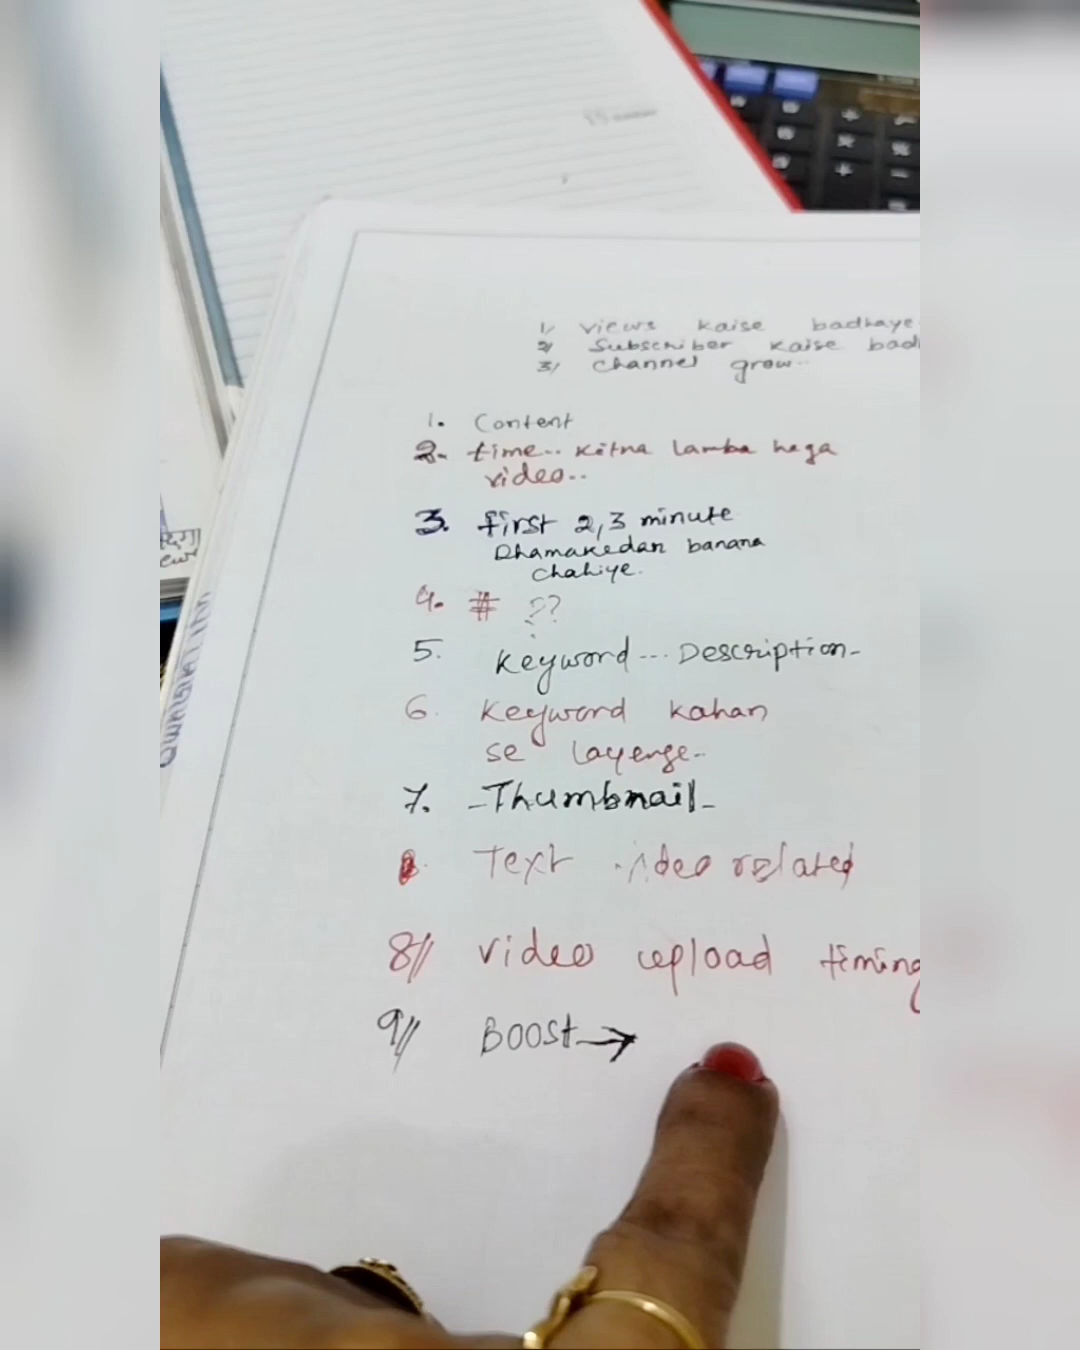 1/ views kaise badhaye
2/ Subscriber kaise bad
3/ channel grow..
1. Content
2. time.. kitna lamba hoga
video..
3. first 2,3 minute
Dhamakedar banana
chahiye.
4. # ??
5. Keyword... Description-
6. Keyword kahan
se layenge-
7. -Thumbnail-
Text video related
8// video upload timing
9// BOOST→